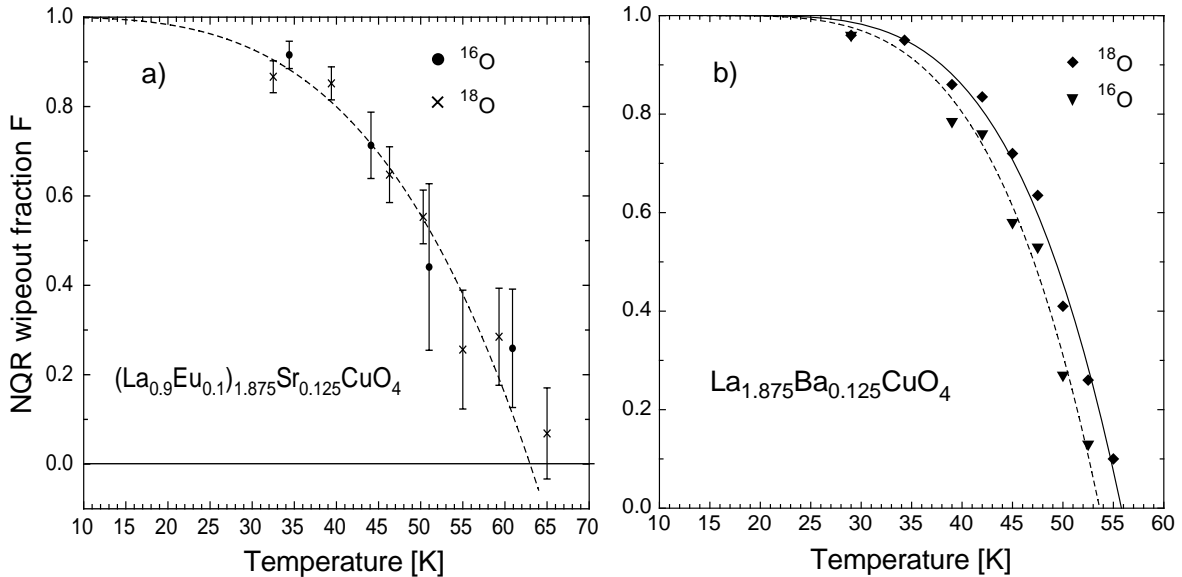 NQR wipeout fraction F
1.0
0.8
0.6
0.4
0.2
0.0
a)
¹⁶O
¹⁸O
(La₀.₉Eu₀.₁)₁.₈₇₅Sr₀.₁₂₅CuO₄
10 15 20 25 30 35 40 45 50 55 60 65 70
Temperature [K]
1.0
0.8
0.6
0.4
0.2
0.0
b)
¹⁸O
¹⁶O
La₁.₈₇₅Ba₀.₁₂₅CuO₄
10 15 20 25 30 35 40 45 50 55 60
Temperature [K]